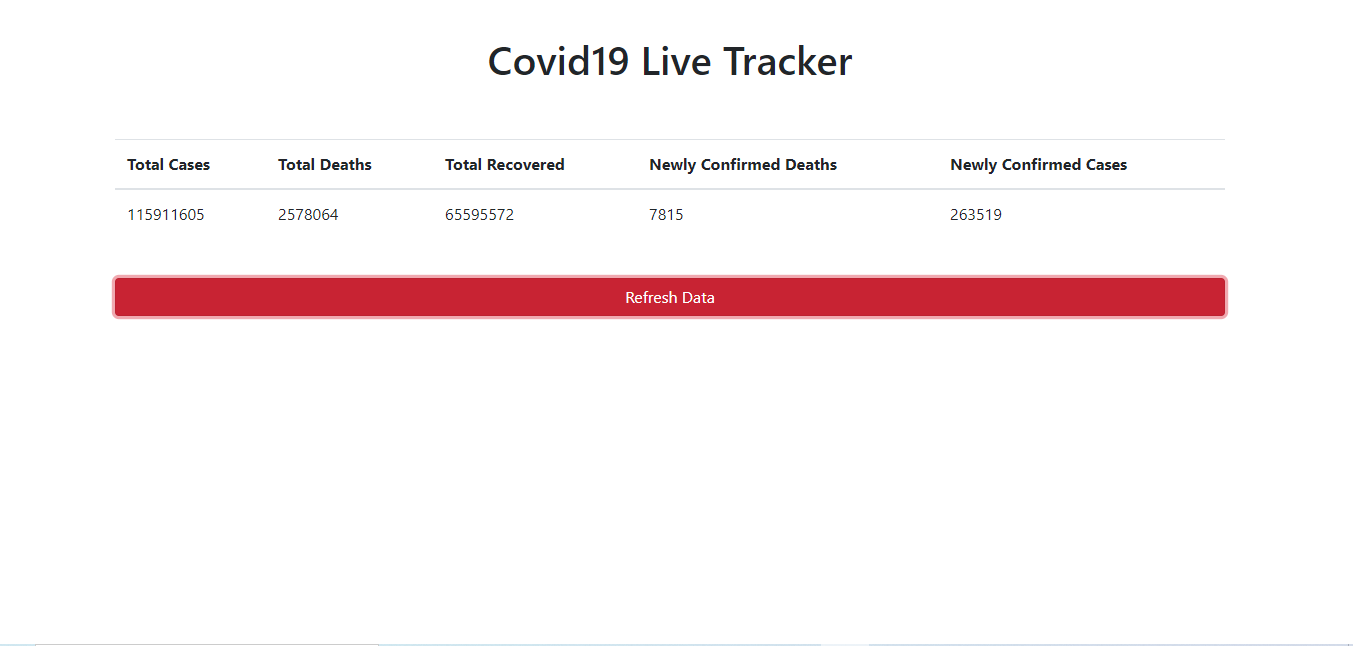 Covid19 Live Tracker
Total Cases Total Deaths Total Recovered Newly Confirmed Deaths Newly Confirmed Cases
115911605 2578064 65595572 7815 263519
Refresh Data